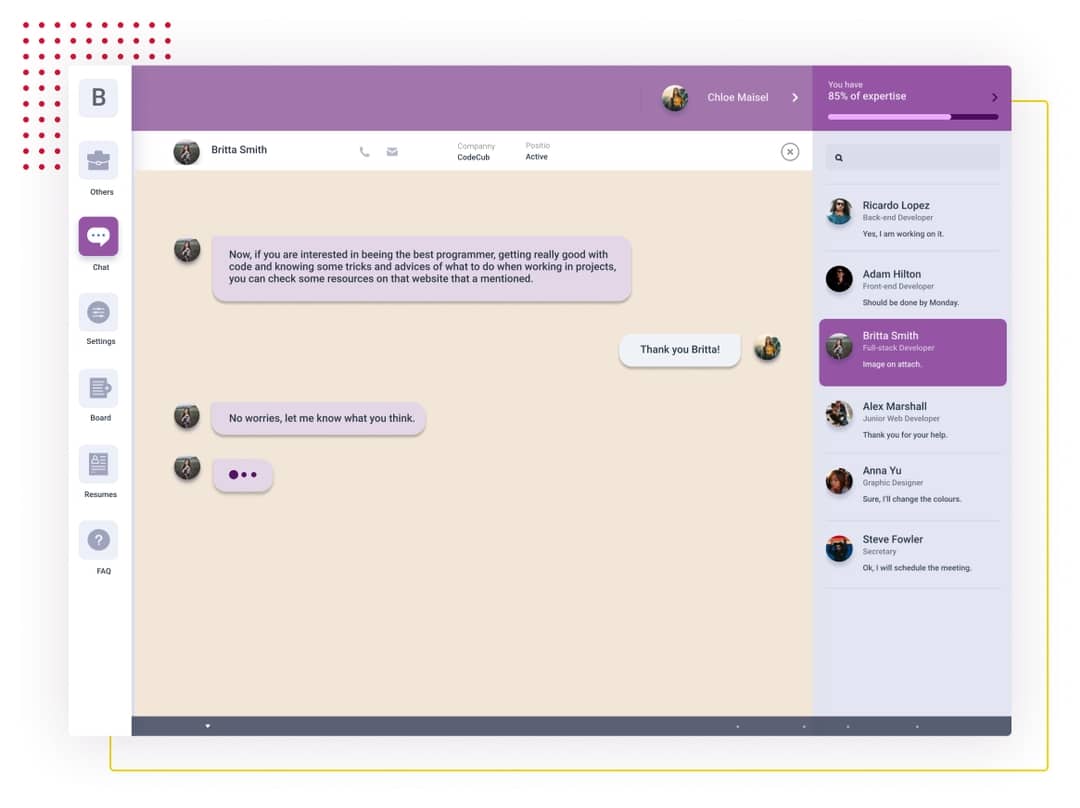 B
Others
Chat
Settings
Board
Resumes
?
FAQ
Chloe Maisel
You have
85% of expertise
Britta Smith
Companny
CodeCub
Positio
Active
Now, if you are interested in beeing the best programmer, getting really good with
code and knowing some tricks and advices of what to do when working in projects,
you can check some resources on that website that a mentioned.
Thank you Britta!
No worries, let me know what you think.
Ricardo Lopez
Back-end Developer
Yes, I am working on it.
Adam Hilton
Front-end Developer
Should be done by Monday.
Britta Smith
Full-stack Developer
Image on attach.
Alex Marshall
Junior Web Developer
Thank you for your help.
Anna Yu
Graphic Designer
Sure, I'll change the colours.
Steve Fowler
Secretary
Ok, I will schedule the meeting.